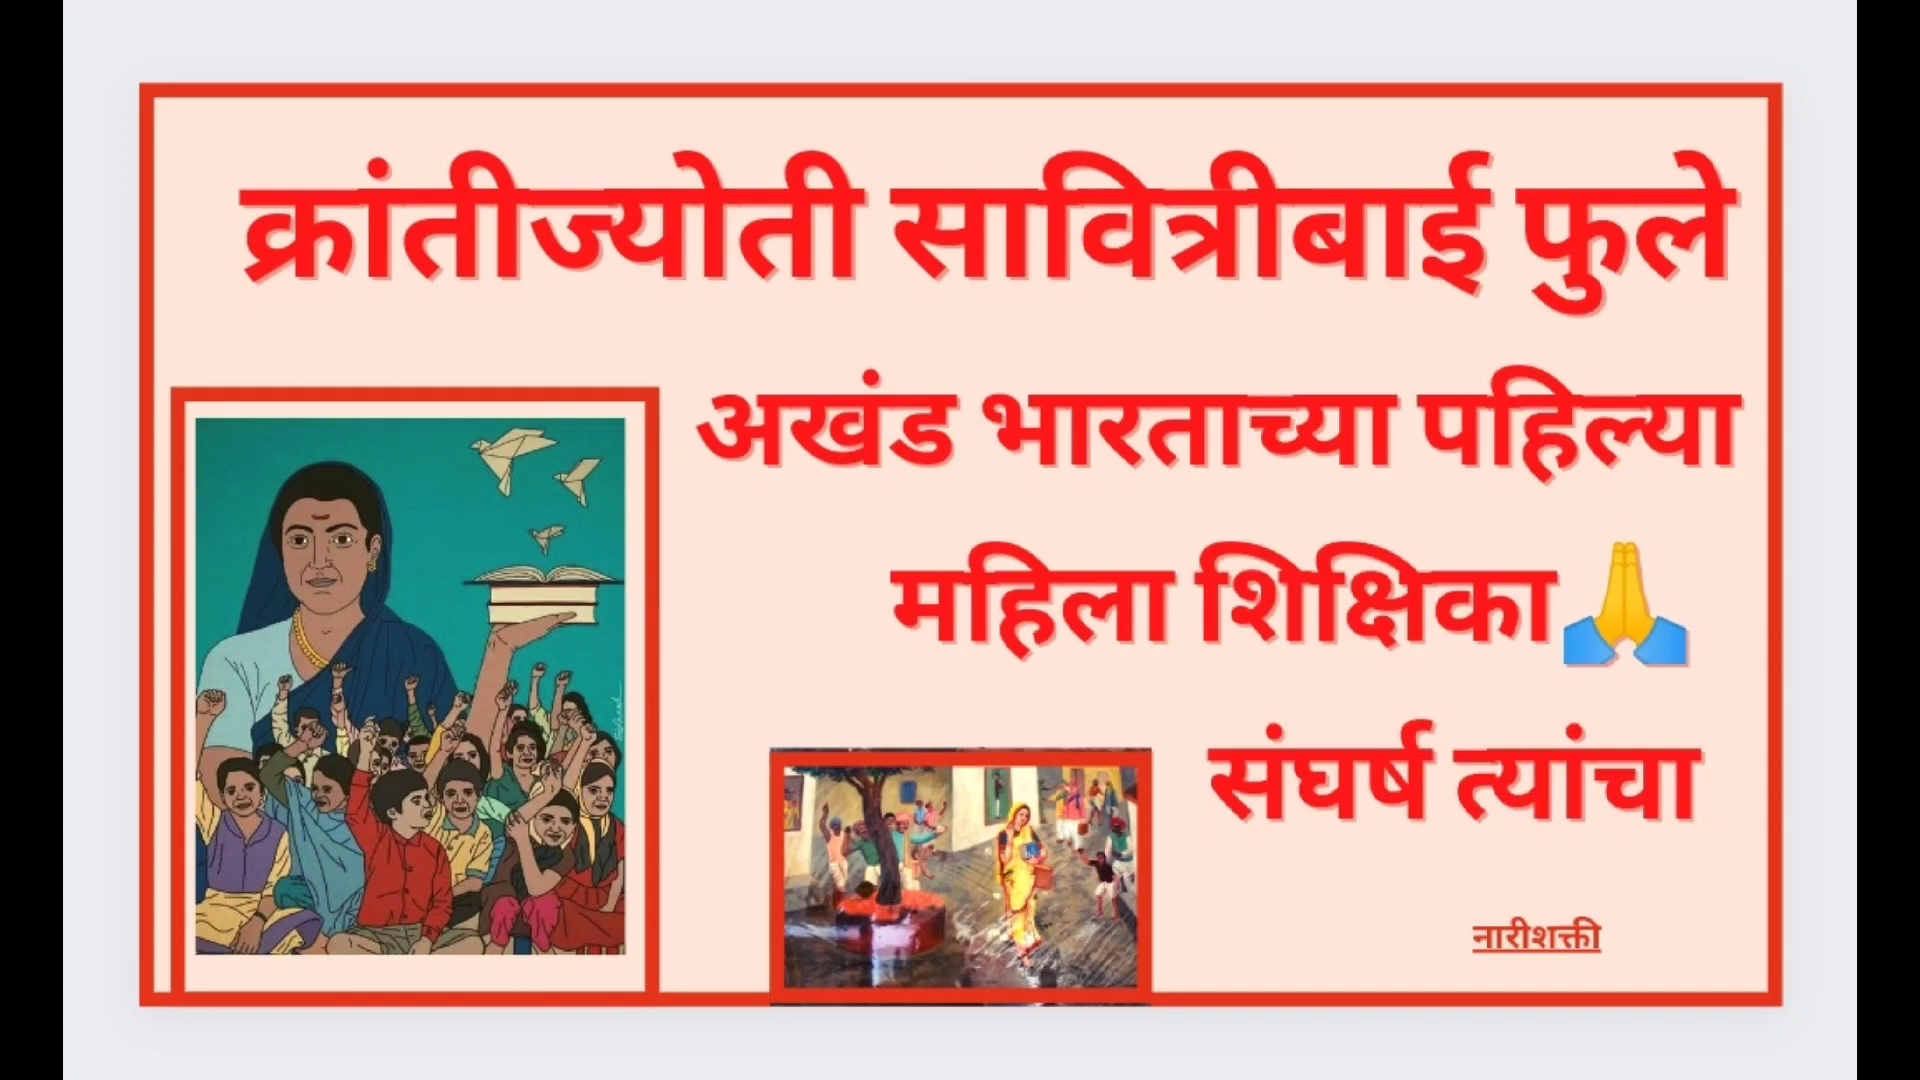 क्रांतीज्योती सावित्रीबाई फुले
अखंड भारताच्या पहिल्या
महिला शिक्षिका🙏
संघर्ष त्यांचा
नारीशक्ती